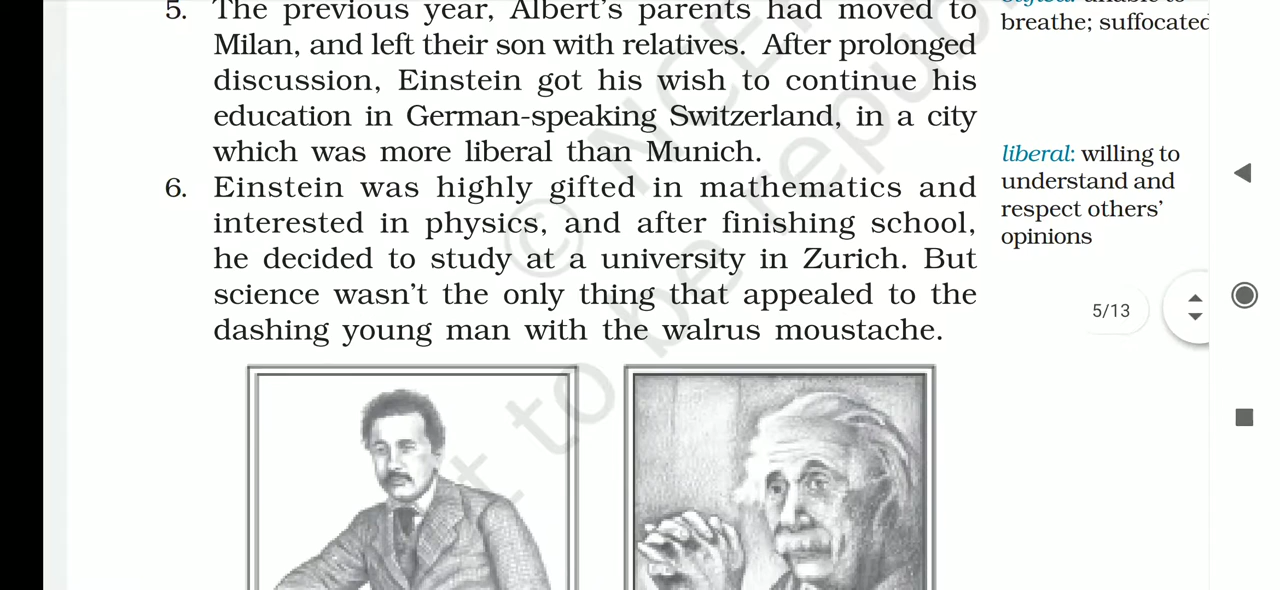 5. The previous year, Albert's parents had moved to
Milan, and left their son with relatives. After prolonged
discussion, Einstein got his wish to continue his
education in German-speaking Switzerland, in a city
which was more liberal than Munich.
6. Einstein was highly gifted in mathematics and
interested in physics, and after finishing school,
he decided to study at a university in Zurich. But
science wasn't the only thing that appealed to the
dashing young man with the walrus moustache.
breathe; suffocated
liberal: willing to
understand and
respect others'
opinions
5/13
© NCE
t to be republ